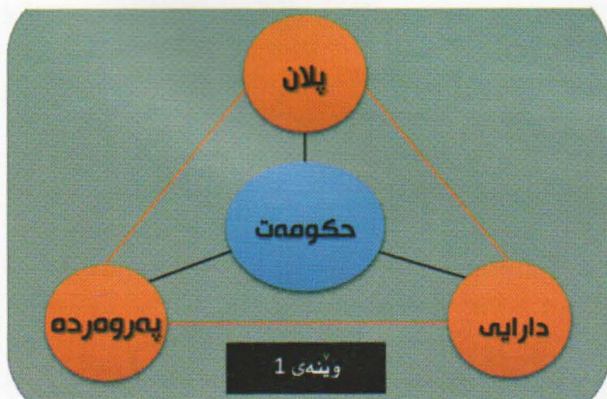 پلان
حکومەت
دارایی
پەروەردە
وێنەی 1